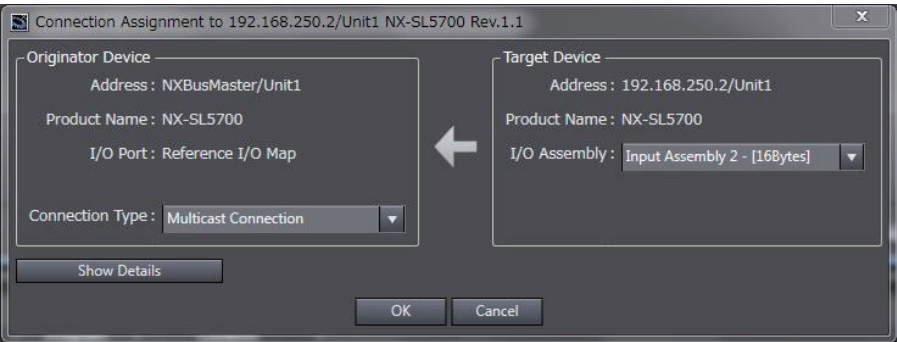 Connection Assignment to 192.168.250.2/Unit1 NX-SL5700 Rev.1.1
x
Originator Device
Address : NXBusMaster/Unit1
Product Name : NX-SL5700
I/O Port : Reference I/O Map
Connection Type : Multicast Connection
Target Device
Address : 192.168.250.2/Unit1
Product Name : NX-SL5700
I/O Assembly : Input Assembly 2 - [16Bytes]
Show Details
OK
Cancel